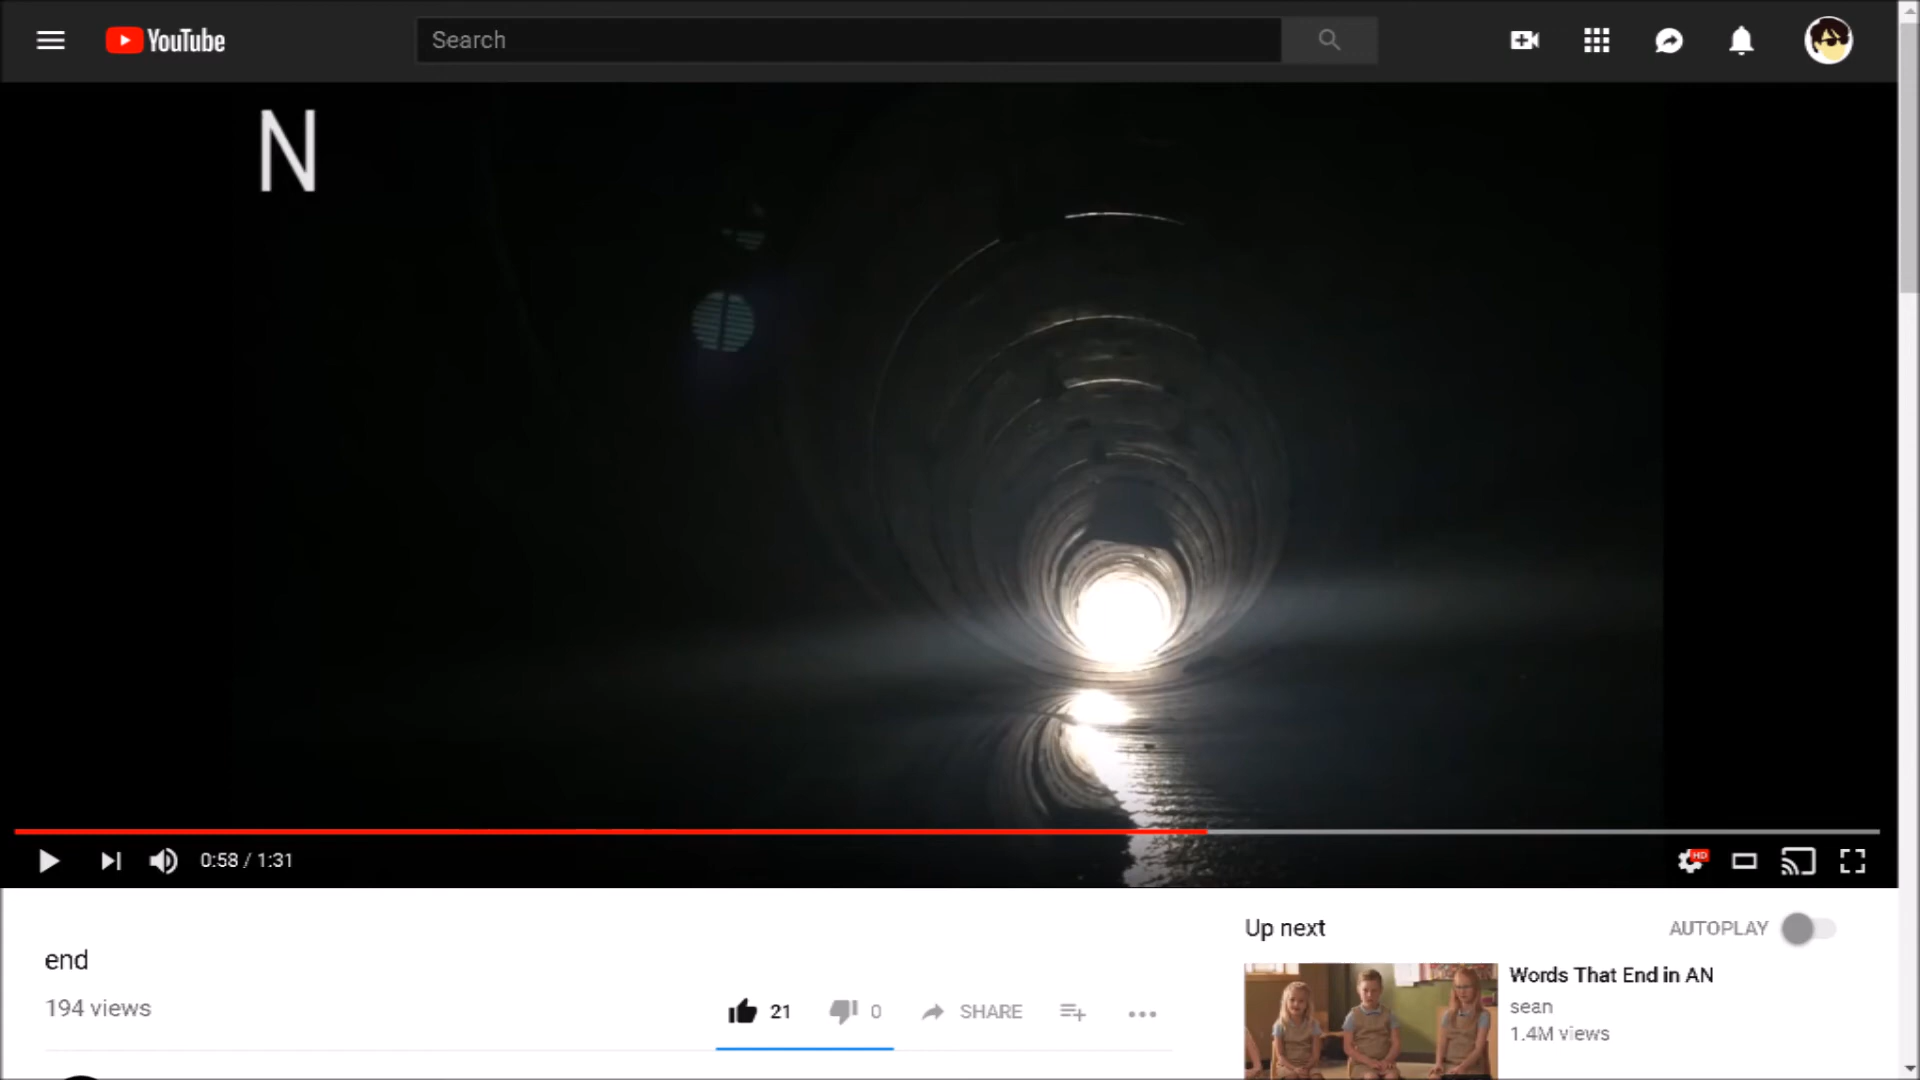 YouTube
Search
N
0:58 / 1:31
HD
end
194 views
21
0
SHARE
Up next
AUTOPLAY
Words That End in AN
sean
1.4M views